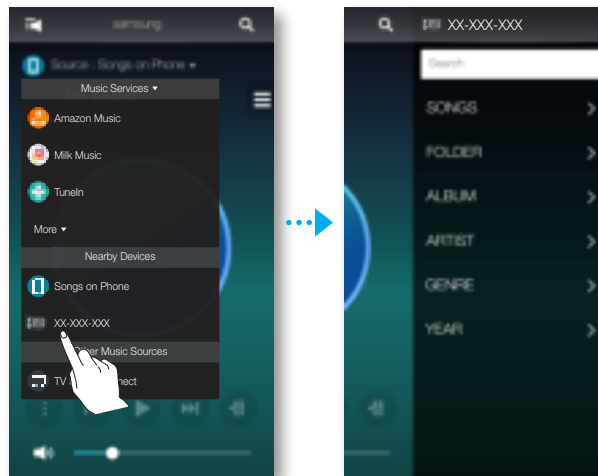 samsung
Source : Songs on Phone
Music Services
Amazon Music
Milk Music
TuneIn
More
Nearby Devices
Songs on Phone
XX-XXX-XXX
Other Music Sources
TV
XX-XXX-XXX
Search
SONGS
FOLDER
ALBUM
ARTIST
GENRE
YEAR